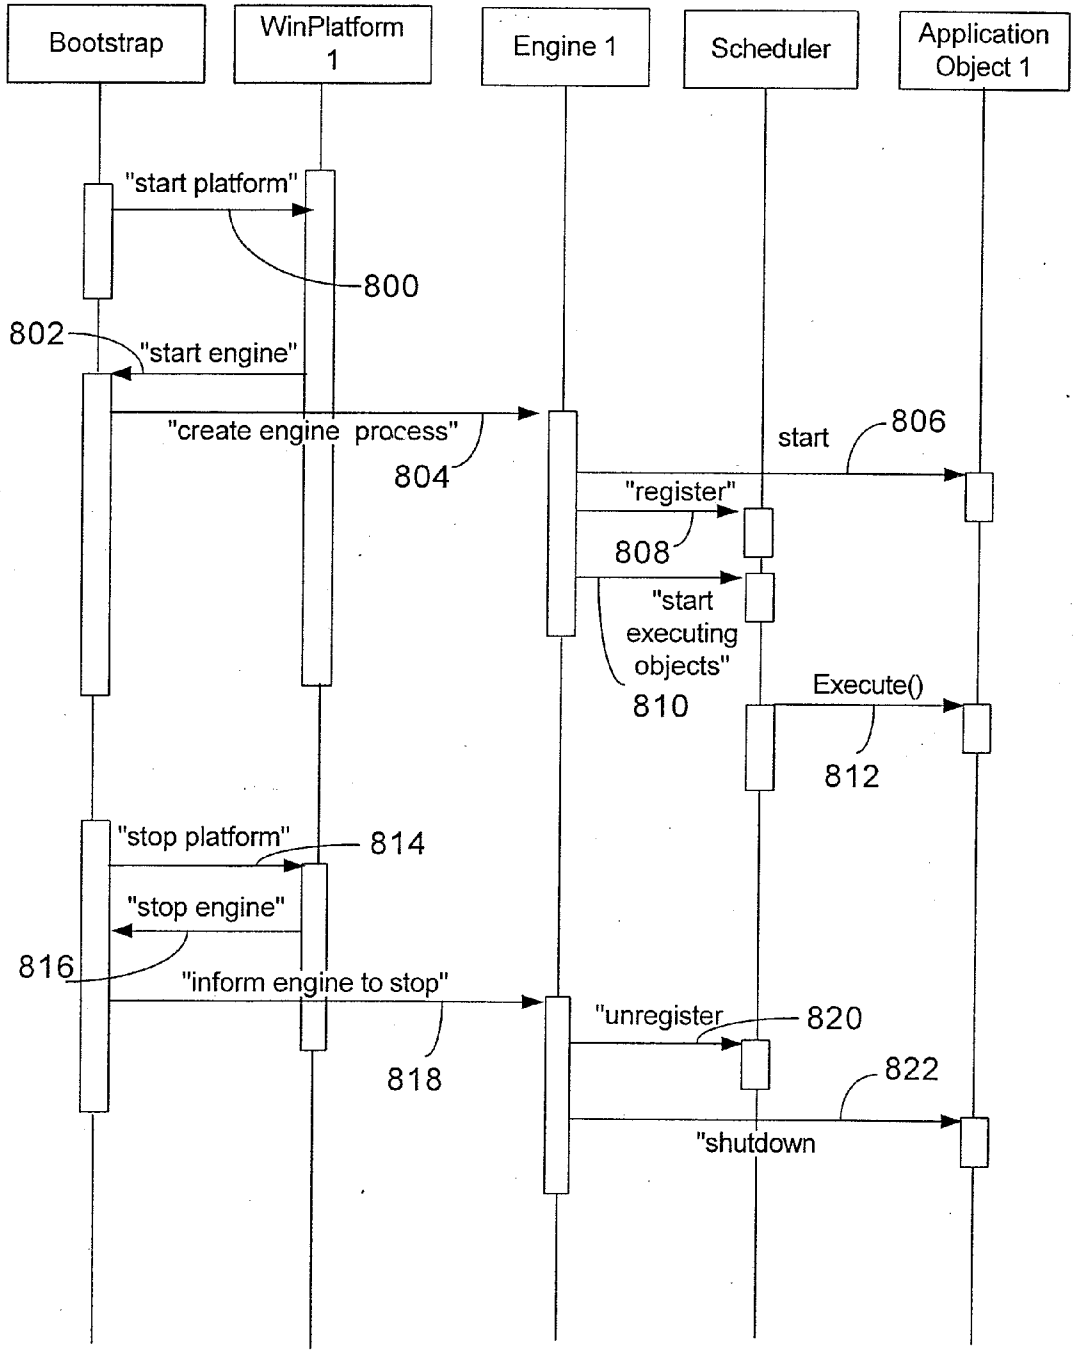 Bootstrap
WinPlatform
1
Engine 1
Scheduler
Application
Object 1
"start platform"
800
802
"start engine"
"create engine process"
804
start
806
"register"
808
"start
executing
objects"
810
Execute()
812
"stop platform"
814
"stop engine"
816
"inform engine to stop"
818
"unregister
820
822
"shutdown